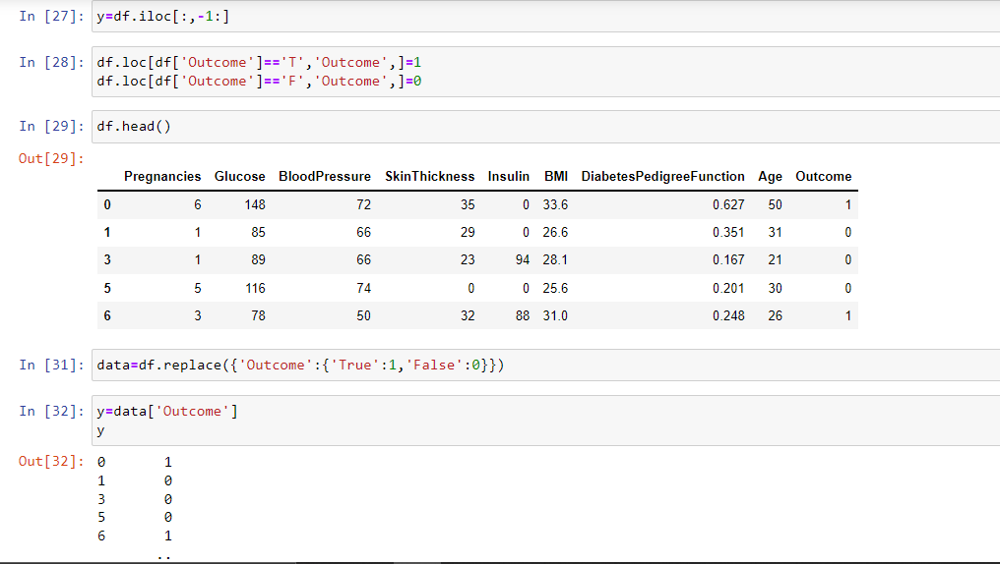 In [27]: y=df.iloc[:,-1:]
In [28]: df.loc[df['Outcome']=='T','Outcome',]=1
df.loc[df['Outcome']=='F','Outcome',]=0
In [29]: df.head()
Out[29]:
Pregnancies Glucose BloodPressure SkinThickness Insulin BMI DiabetesPedigreeFunction Age Outcome
0 6 148 72 35 0 33.6 0.627 50 1
1 1 85 66 29 0 26.6 0.351 31 0
3 1 89 66 23 94 28.1 0.167 21 0
5 5 116 74 0 0 25.6 0.201 30 0
6 3 78 50 32 88 31.0 0.248 26 1
In [31]: data=df.replace({'Outcome':{'True':1,'False':0}})
In [32]: y=data['Outcome']
y
Out[32]: 0 1
1 0
3 0
5 0
6 1
..